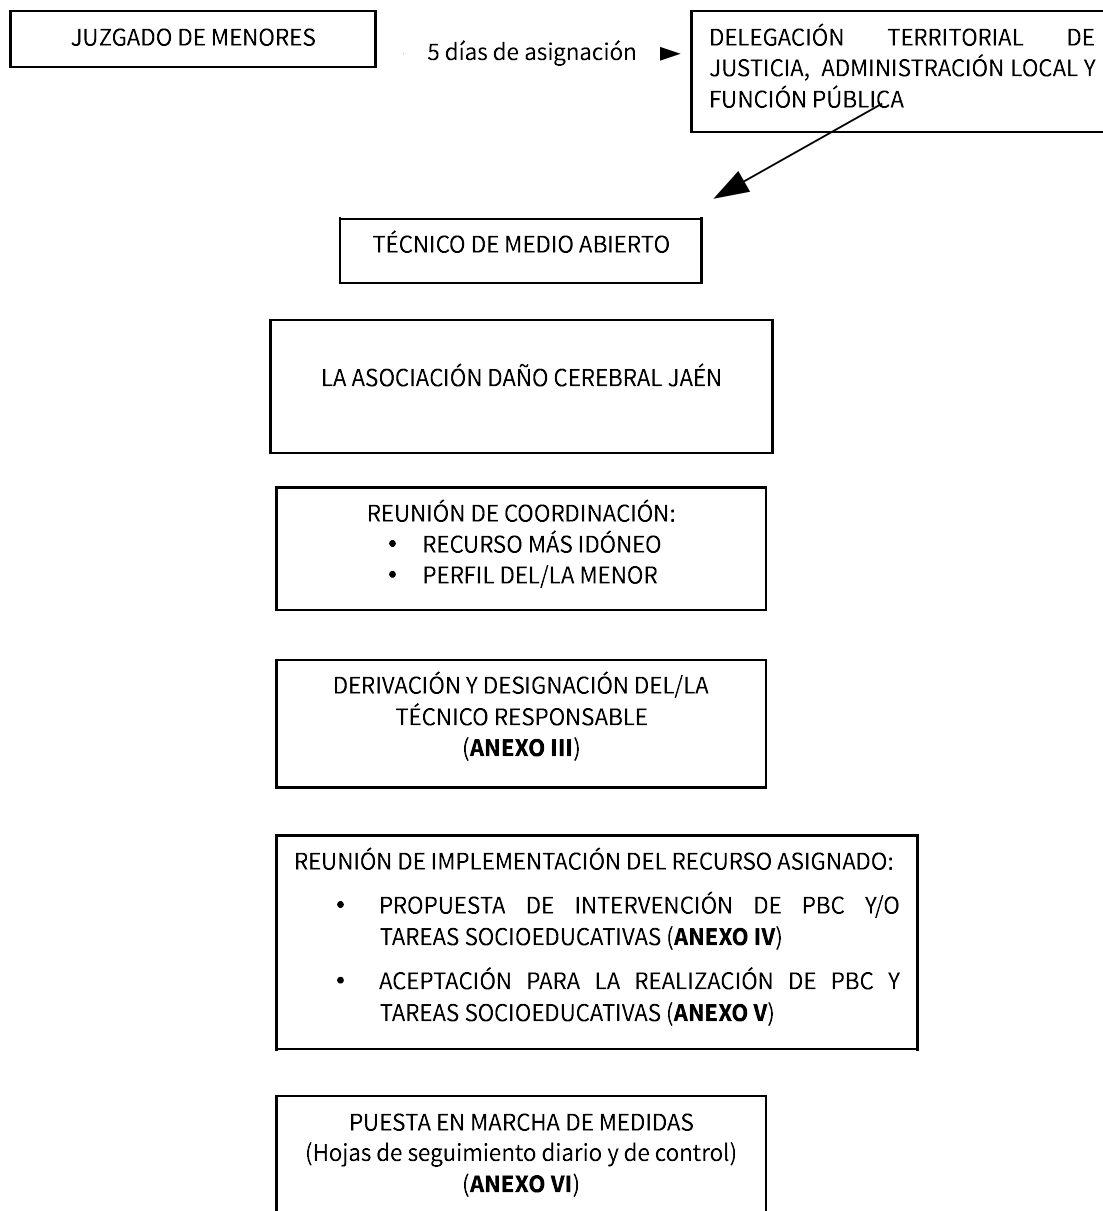 JUZGADO DE MENORES
5 días de asignación
DELEGACIÓN TERRITORIAL DE
JUSTICIA, ADMINISTRACIÓN LOCAL Y
FUNCIÓN PÚBLICA
TÉCNICO DE MEDIO ABIERTO
LA ASOCIACIÓN DAÑO CEREBRAL JAÉN
REUNIÓN DE COORDINACIÓN:
• RECURSO MÁS IDÓNEO
• PERFIL DEL/LA MENOR
DERIVACIÓN Y DESIGNACIÓN DEL/LA
TÉCNICO RESPONSABLE
(ANEXO III)
REUNIÓN DE IMPLEMENTACIÓN DEL RECURSO ASIGNADO:
• PROPUESTA DE INTERVENCIÓN DE PBC Y/O
TAREAS SOCIOEDUCATIVAS (ANEXO IV)
• ACEPTACIÓN PARA LA REALIZACIÓN DE PBC Y
TAREAS SOCIOEDUCATIVAS (ANEXO V)
PUESTA EN MARCHA DE MEDIDAS
(Hojas de seguimiento diario y de control)
(ANEXO VI)